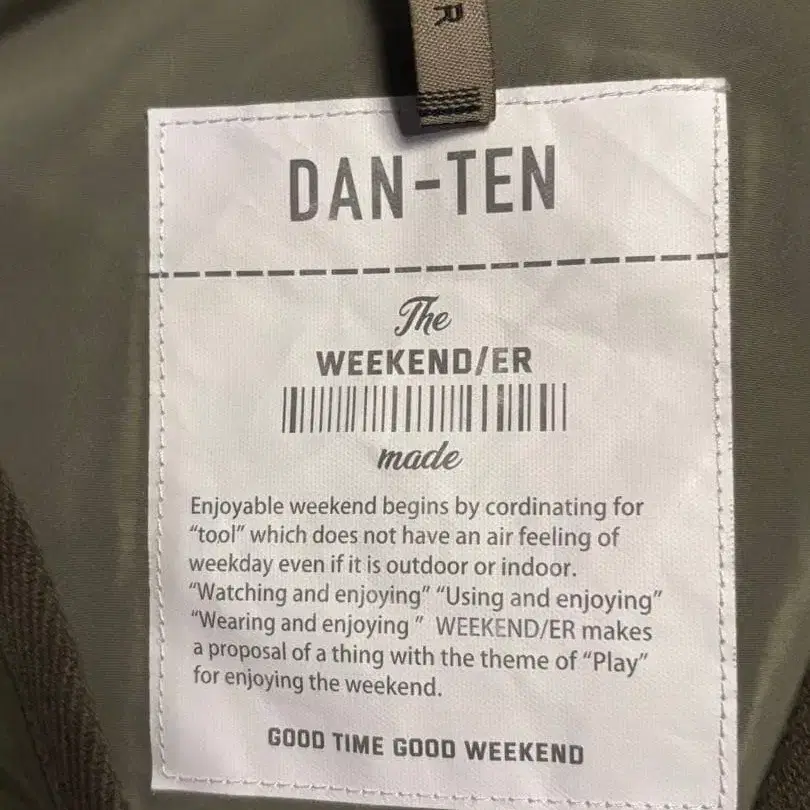 R
DAN-TEN
The
WEEKEND/ER
made
Enjoyable weekend begins by cordinating for
“tool” which does not have an air feeling of
weekday even if it is outdoor or indoor.
“Watching and enjoying” “Using and enjoying”
“Wearing and enjoying ” WEEKEND/ER makes
a proposal of a thing with the theme of “Play”
for enjoying the weekend.
GOOD TIME GOOD WEEKEND